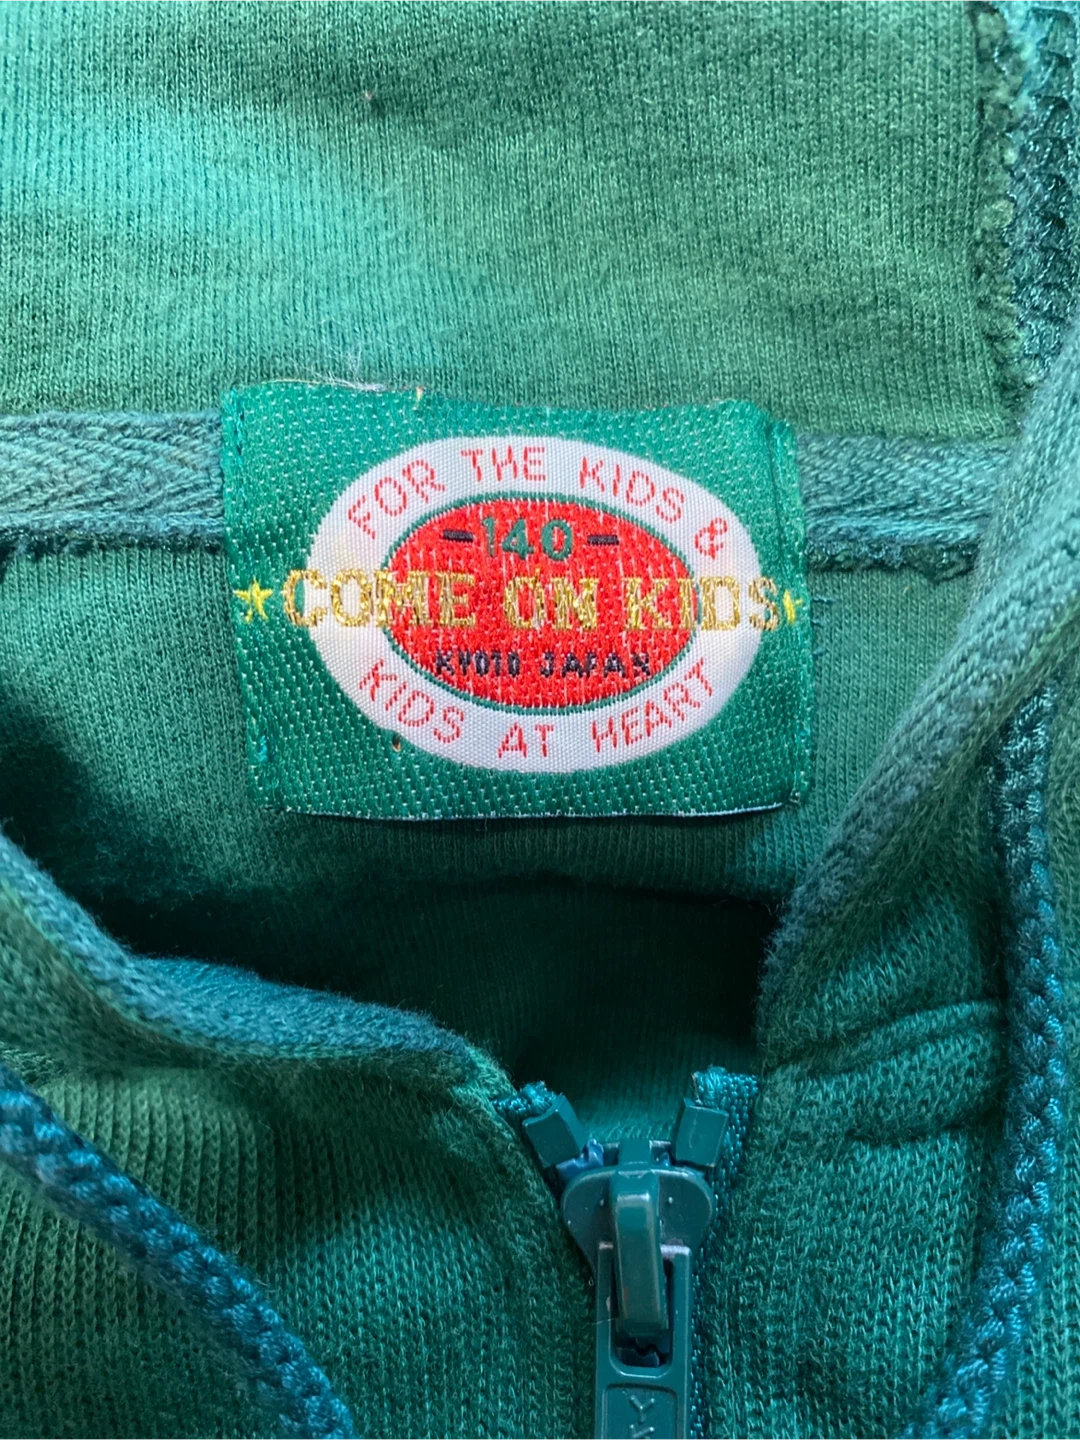 FOR THE KIDS &
-140-
COME ON KIDS
KYOTO JAPAN
KIDS AT HEART